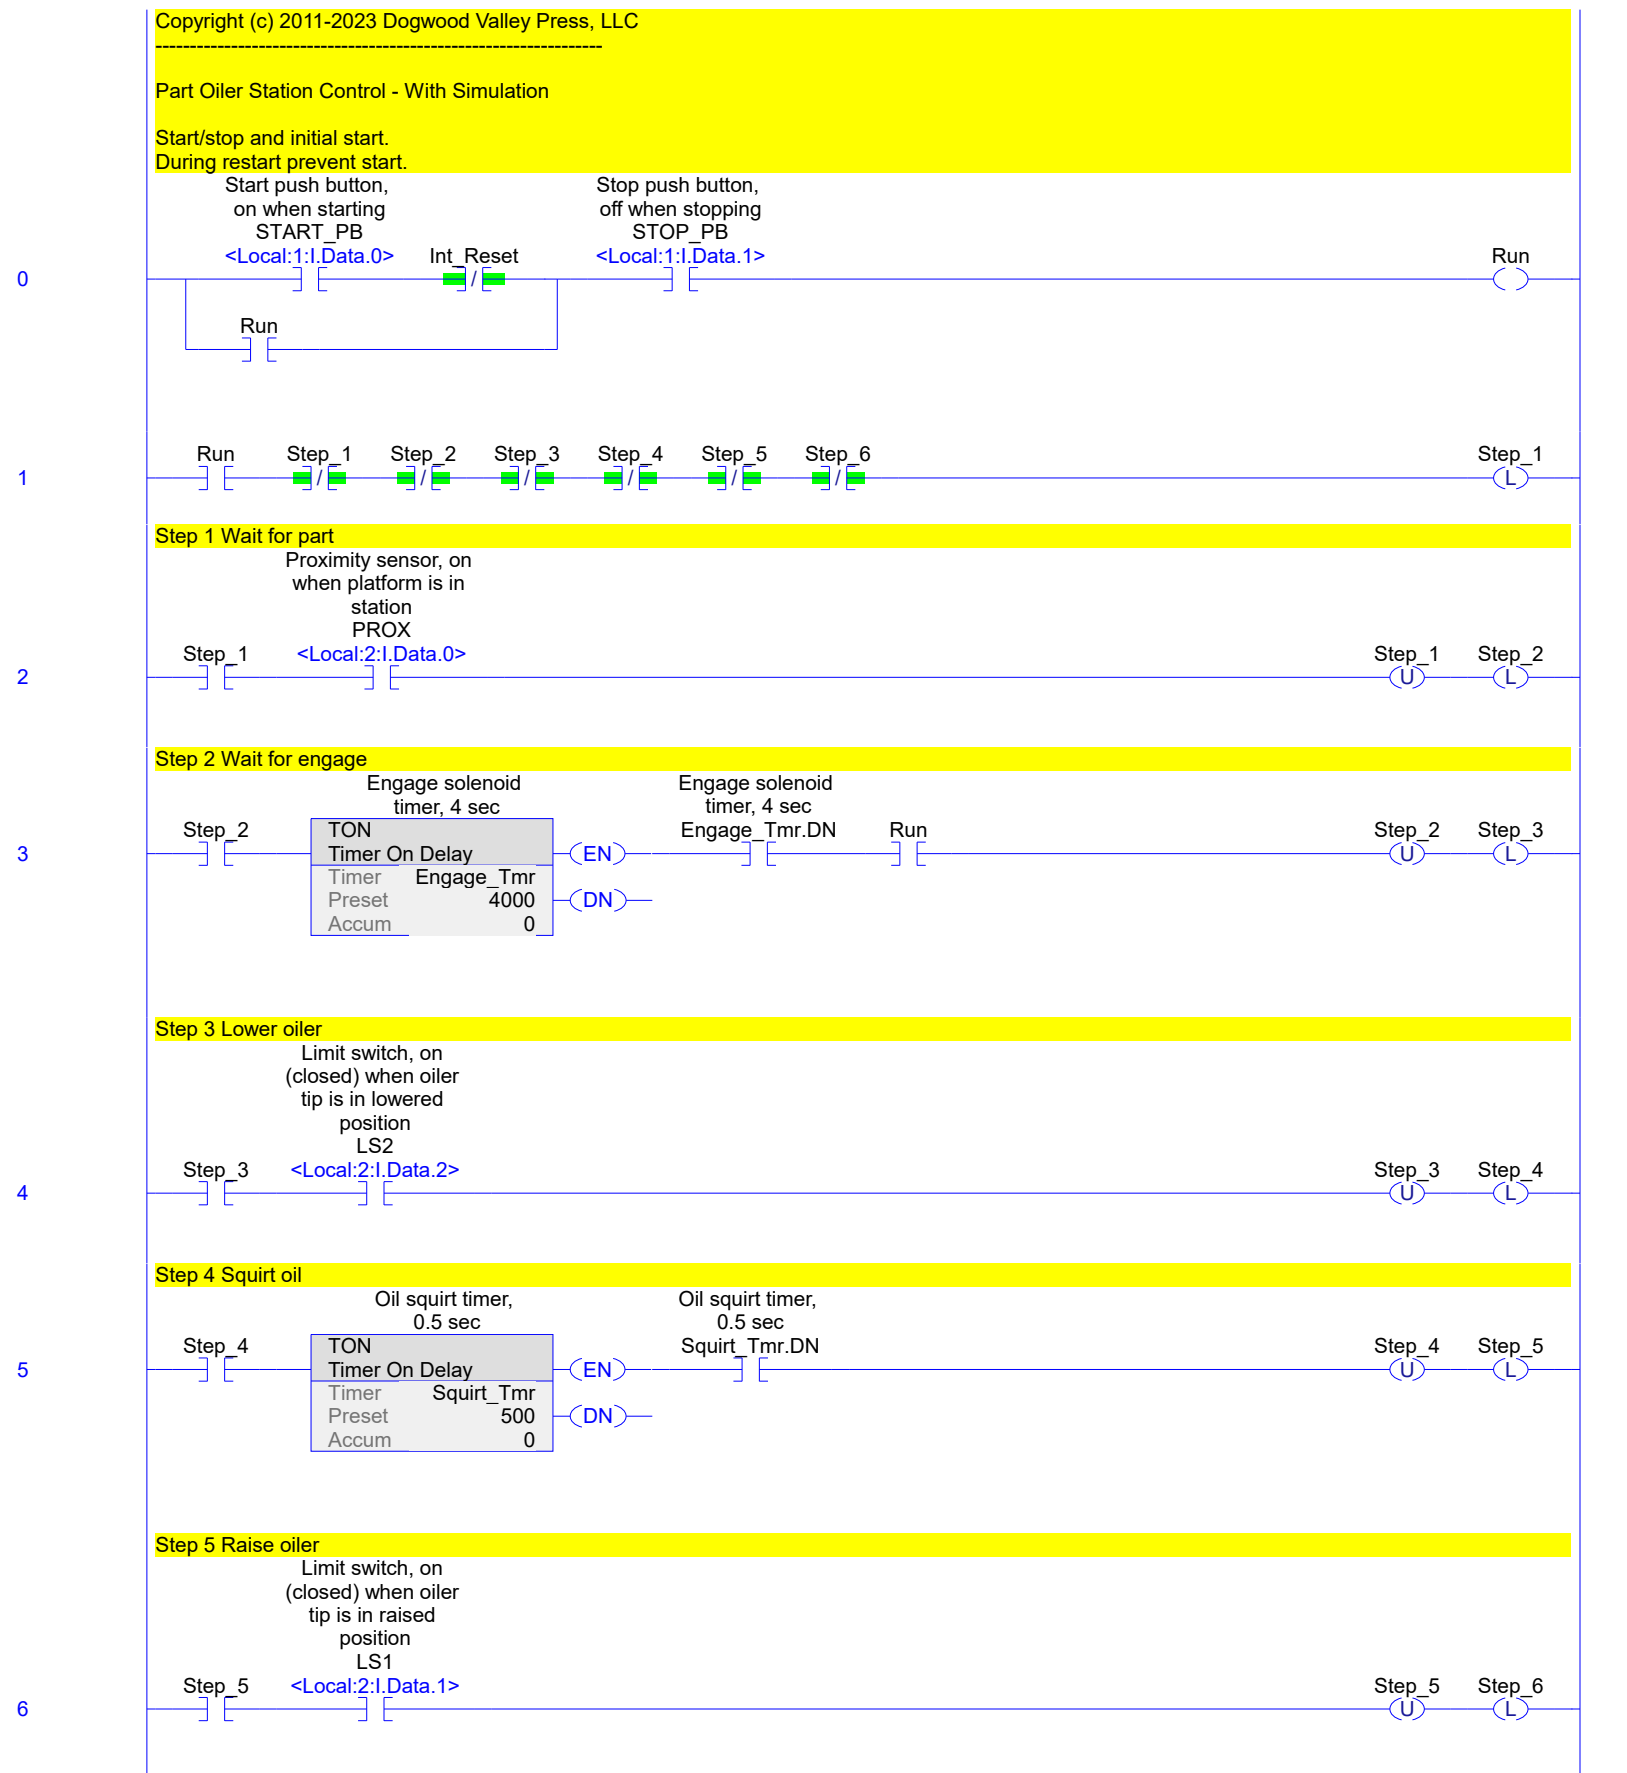 Copyright (c) 2011-2023 Dogwood Valley Press, LLC
-----------------------------------------------------------------
Part Oiler Station Control - With Simulation
Start/stop and initial start.
During restart prevent start.
Start push button,
on when starting
START_PB
<Local:1:I.Data.0>
Int_Reset
/
Stop push button,
off when stopping
STOP_PB
<Local:1:I.Data.1>
Run
0
Run
Run Step_1 Step_2 Step_3 Step_4 Step_5 Step_6 Step_1
1 / / / / / / L
Step 1 Wait for part
Proximity sensor, on
when platform is in
station
PROX
Step_1 <Local:2:I.Data.0> Step_1 Step_2
2 U L
Step 2 Wait for engage
Engage solenoid
timer, 4 sec
Engage solenoid
timer, 4 sec
Step_2 TON Engage_Tmr.DN Run Step_2 Step_3
3 Timer On Delay EN U L
Timer Engage_Tmr
Preset 4000 DN
Accum 0
Step 3 Lower oiler
Limit switch, on
(closed) when oiler
tip is in lowered
position
LS2
Step_3 <Local:2:I.Data.2> Step_3 Step_4
4 U L
Step 4 Squirt oil
Oil squirt timer,
0.5 sec
Oil squirt timer,
0.5 sec
Step_4 TON Squirt_Tmr.DN Step_4 Step_5
5 Timer On Delay EN U L
Timer Squirt_Tmr
Preset 500 DN
Accum 0
Step 5 Raise oiler
Limit switch, on
(closed) when oiler
tip is in raised
position
LS1
Step_5 <Local:2:I.Data.1> Step_5 Step_6
6 U L